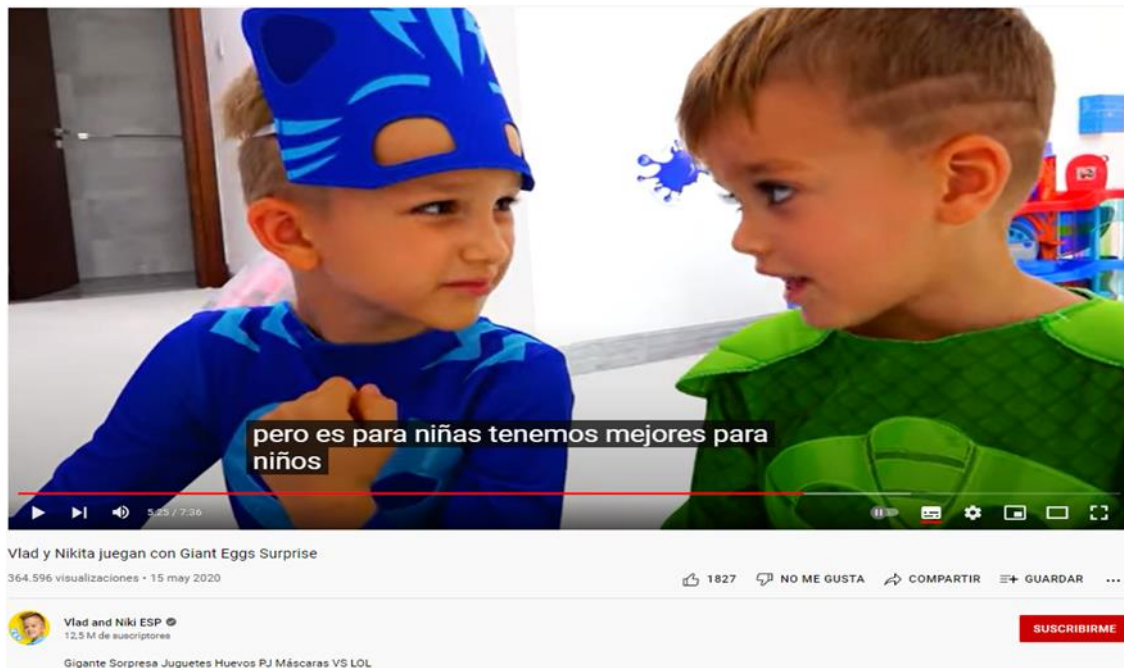 pero es para niñas tenemos mejores para
niños
5:25 / 7:36
Vlad y Nikita juegan con Giant Eggs Surprise
364.596 visualizaciones • 15 may 2020
1827 NO ME GUSTA COMPARTIR GUARDAR ...
Vlad and Niki ESP
12,5 M de suscriptores
SUSCRIBIRME
Gigante Sorpresa Juguetes Huevos PJ Máscaras VS LOL